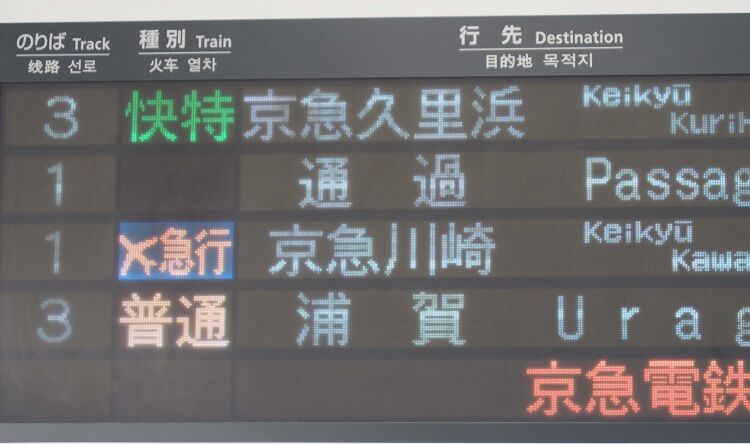 のりば Track 種別 Train 行先 Destination
线路 선로 火车 열차 目的地 목적지
3 快特 京急久里浜 Keikyū
1 通過
1 急行 京急川崎 Keikyū
3 普通 浦賀
京急電鉄